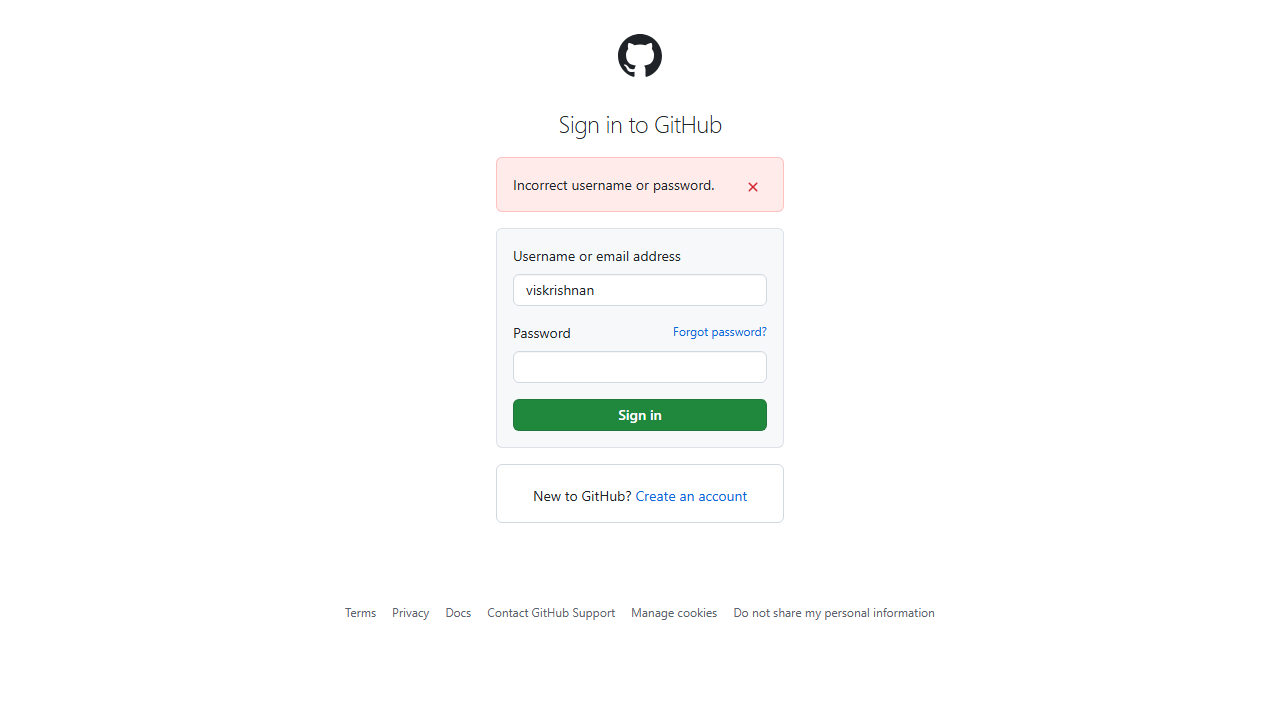 Sign in to GitHub
Incorrect username or password.
Username or email address
viskrishnan
Password Forgot password?
Sign in
New to GitHub? Create an account
Terms Privacy Docs Contact GitHub Support Manage cookies Do not share my personal information